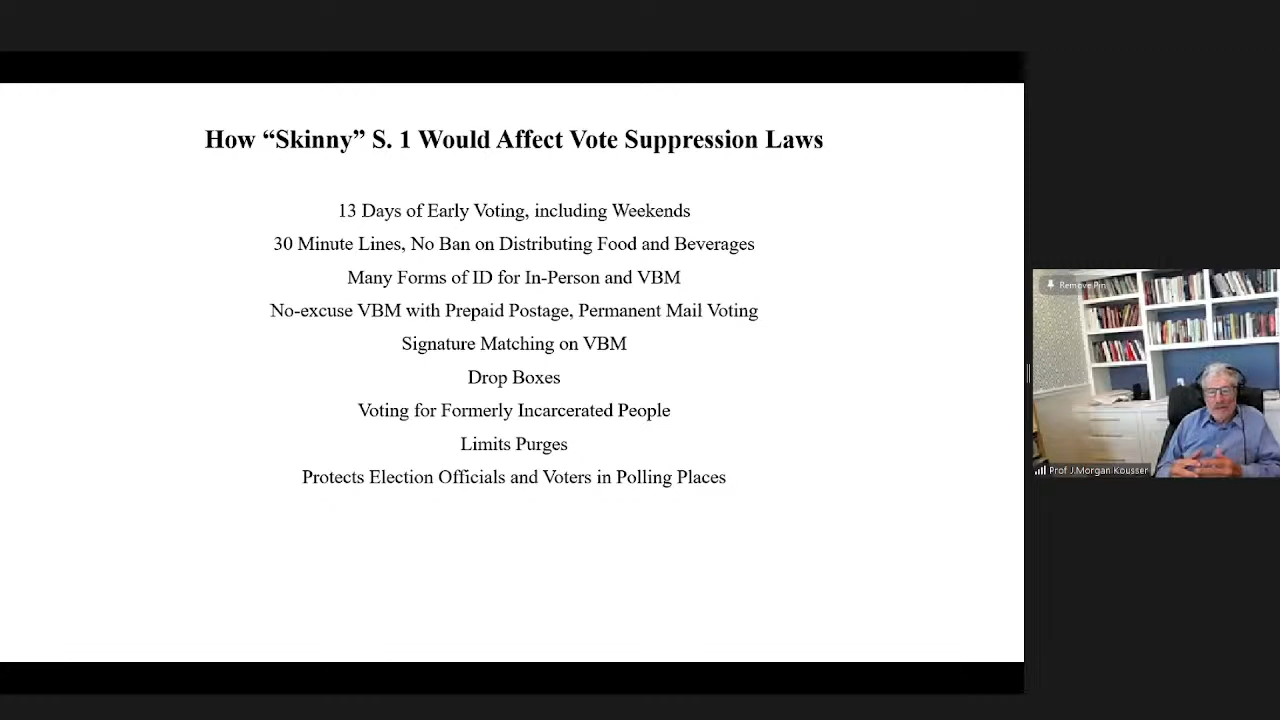 How “Skinny” S. 1 Would Affect Vote Suppression Laws
13 Days of Early Voting, including Weekends
30 Minute Lines, No Ban on Distributing Food and Beverages
Many Forms of ID for In-Person and VBM
No-excuse VBM with Prepaid Postage, Permanent Mail Voting
Signature Matching on VBM
Drop Boxes
Voting for Formerly Incarcerated People
Limits Purges
Protects Election Officials and Voters in Polling Places
Remove Pin
Prof J.Morgan Kousser